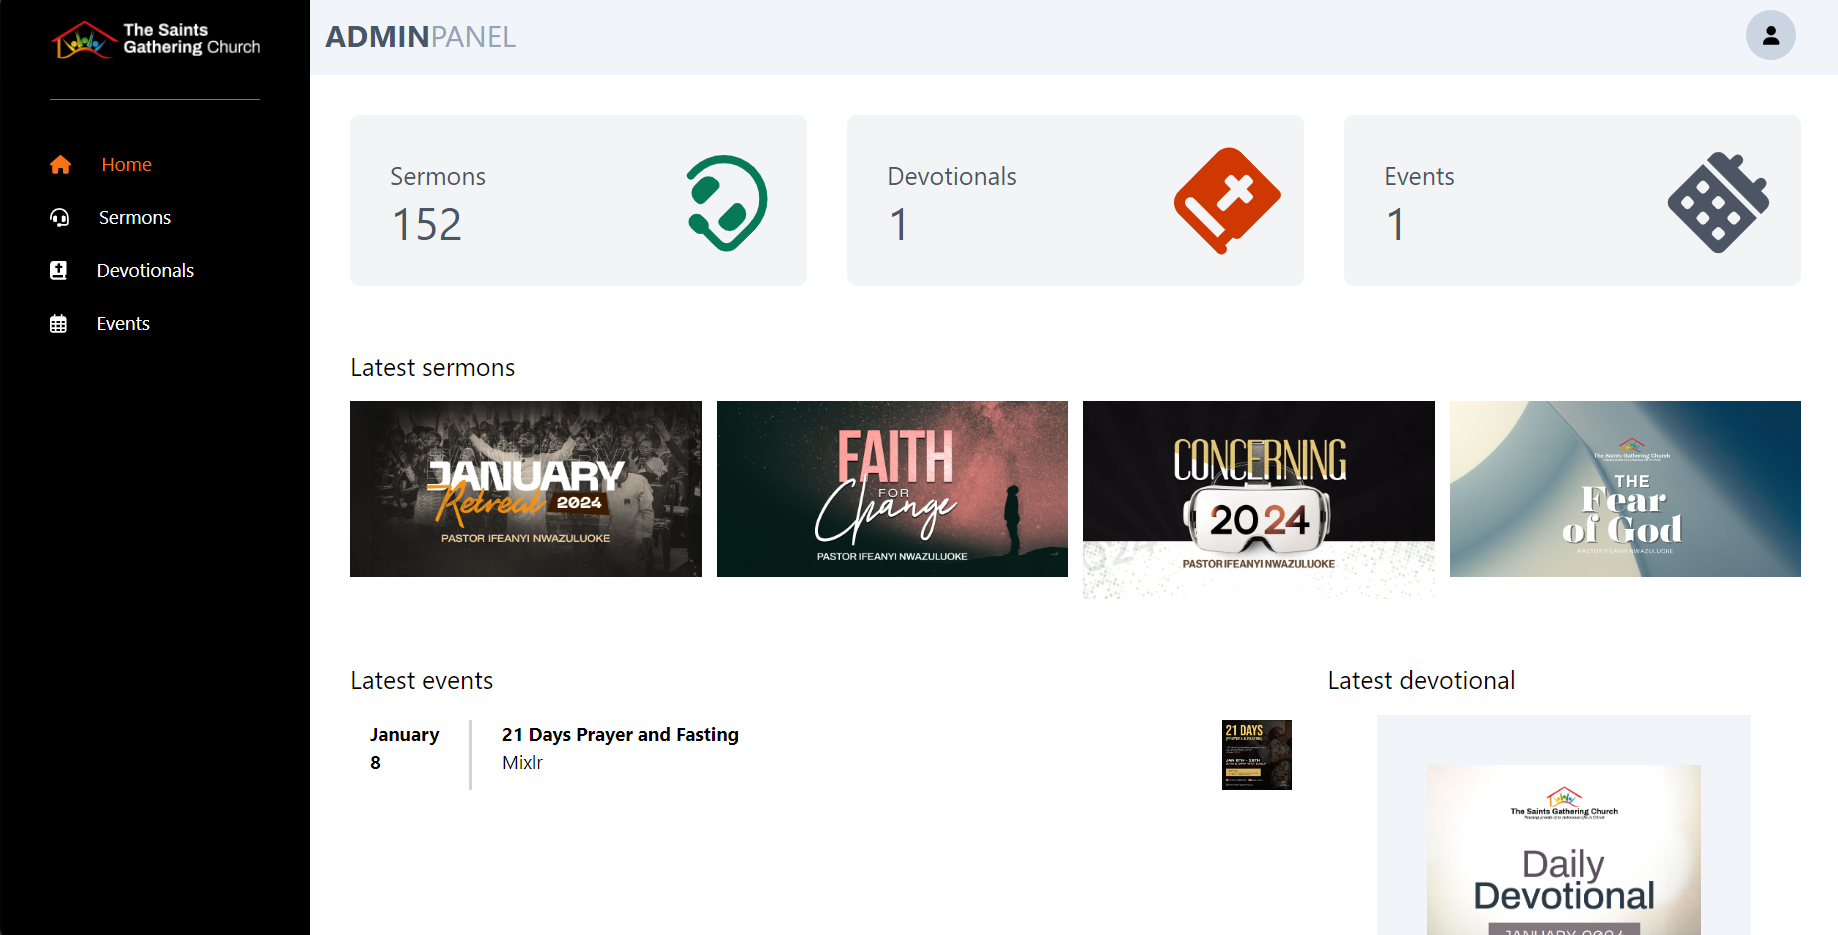 The Saints
Gathering Church
Home
Sermons
Devotionals
Events
ADMINPANEL
Sermons
152
Devotionals
1
Events
1
Latest sermons
JANUARY
Retreat 2024
PASTOR IFEANYI NWAZULUOKE
FAITH
FOR
Change
PASTOR IFEANYI NWAZULUOKE
CONCERNING
2024
PASTOR IFEANYI NWAZULUOKE
The Saints Gathering Church
THE
Fear
of God
PASTOR IFEANYI NWAZULUOKE
Latest events
January
8
21 Days Prayer and Fasting
Mixlr
21 DAYS
Latest devotional
The Saints Gathering Church
Daily
Devotional
JANUARY 2024